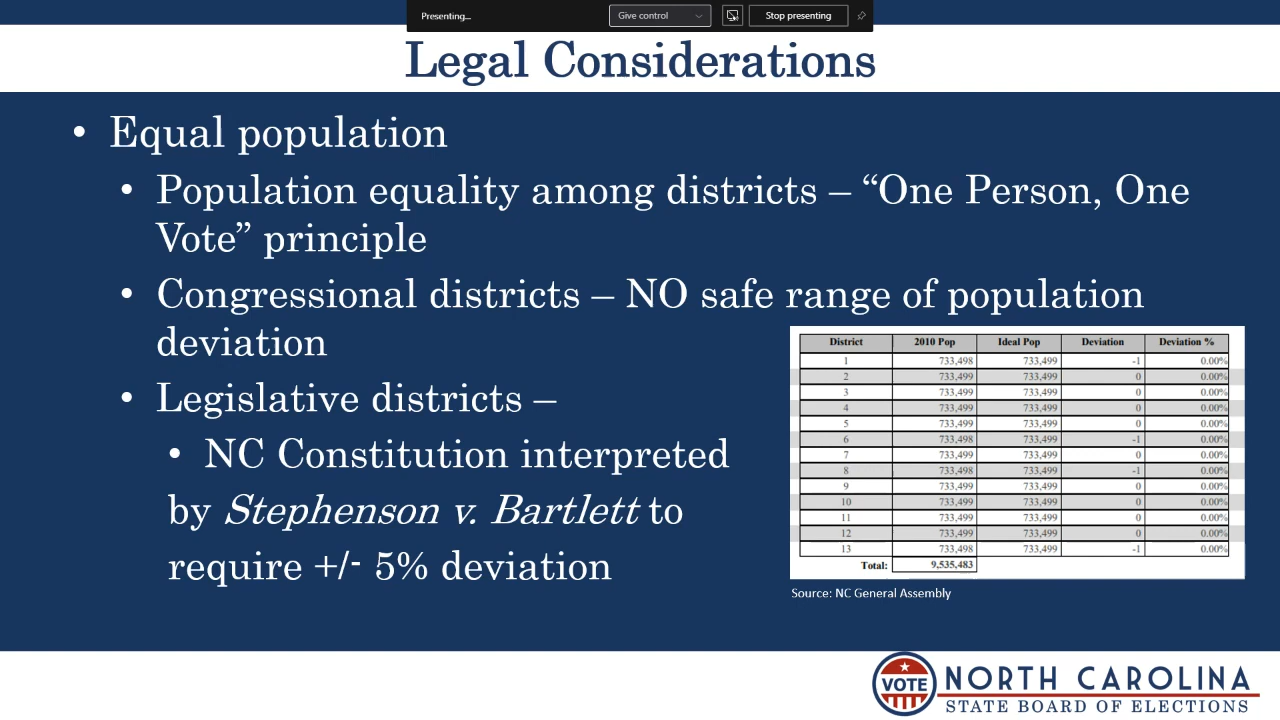 Presenting...
Give control
Stop presenting
Legal Considerations
• Equal population
• Population equality among districts – “One Person, One
Vote” principle
• Congressional districts – NO safe range of population
deviation
• Legislative districts –
• NC Constitution interpreted
by Stephenson v. Bartlett to
require +/- 5% deviation
District 2010 Pop Ideal Pop Deviation Deviation %
1 733,498 733,499 -1 0.00%
2 733,499 733,499 0 0.00%
3 733,499 733,499 0 0.00%
4 733,499 733,499 0 0.00%
5 733,499 733,499 0 0.00%
6 733,498 733,499 -1 0.00%
7 733,499 733,499 0 0.00%
8 733,498 733,499 -1 0.00%
9 733,499 733,499 0 0.00%
10 733,499 733,499 0 0.00%
11 733,499 733,499 0 0.00%
12 733,499 733,499 0 0.00%
13 733,498 733,499 -1 0.00%
Total: 9,535,483
Source: NC General Assembly
VOTE
NORTH CAROLINA
STATE BOARD OF ELECTIONS